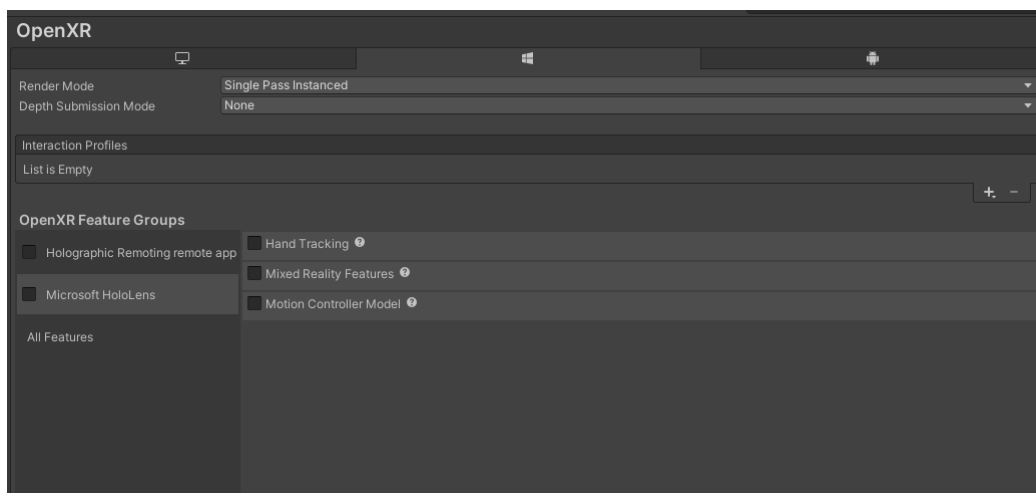 OpenXR
Render Mode Single Pass Instanced
Depth Submission Mode None
Interaction Profiles
List is Empty
+ −
OpenXR Feature Groups
Holographic Remoting remote app
Microsoft HoloLens
All Features
Hand Tracking ?
Mixed Reality Features ?
Motion Controller Model ?